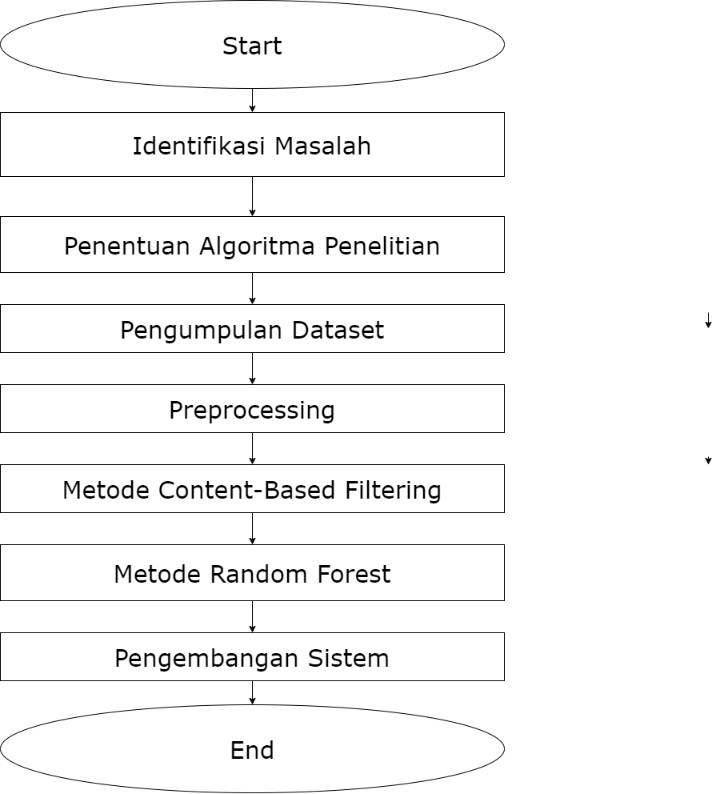 Start
Identifikasi Masalah
Penentuan Algoritma Penelitian
Pengumpulan Dataset
Preprocessing
Metode Content-Based Filtering
Metode Random Forest
Pengembangan Sistem
End